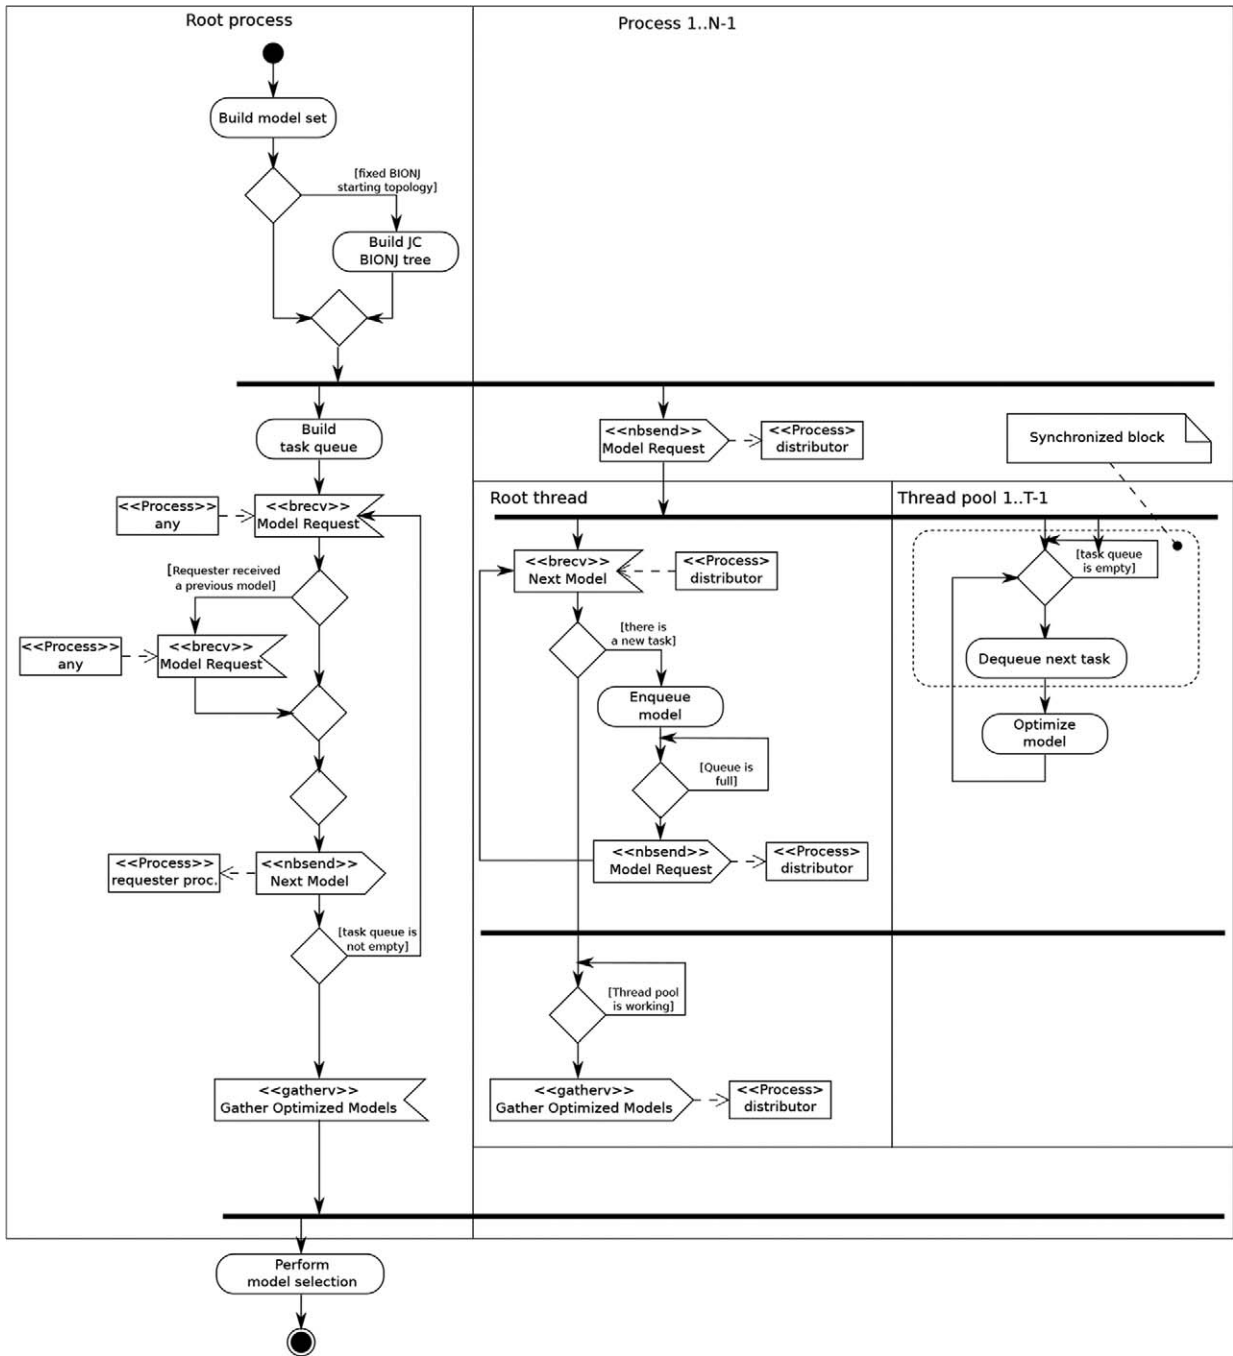 Root process
Process 1..N-1
Build model set
[fixed BIONJ
starting topology]
Build JC
BIONJ tree
Build
task queue
<<nbsend>>
Model Request
<<Process>
distributor
Synchronized block
<<Process>>
any
<<brecv>>
Model Request
Root thread
Thread pool 1..T-1
[Requester received
a previous model]
<<brecv>>
Next Model
<<Process>
distributor
[task queue
is empty]
<<Process>>
any
<<brecv>>
Model Request
[there is
a new task]
Dequeue next task
Enqueue
model
Optimize
model
[Queue is
full]
<<Process>>
requester proc.
<<nbsend>>
Next Model
<<nbsend>>
Model Request
<<Process>
distributor
[task queue is
not empty]
[Thread pool
is working]
<<gatherv>>
Gather Optimized Models
<<gatherv>>
Gather Optimized Models
<<Process>
distributor
Perform
model selection